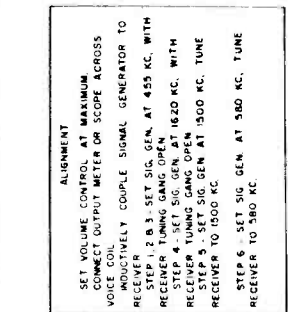 ALIGNMENT
SET VOLUME CONTROL AT MAXIMUM.
CONNECT OUTPUT METER OR SCOPE ACROSS
VOICE COIL
INDUCTIVELY COUPLE SIGNAL GENERATOR TO
RECEIVER
STEP 1, 2 & 3 - SET SIG. GEN. AT 455 KC, WITH
RECEIVER TUNING GANG OPEN
STEP 4 - SET SIG. GEN. AT 1620 KC. WITH
RECEIVER TUNING GANG OPEN
STEP 5 - SET SIG. GEN AT 1500 KC. TUNE
RECEIVER TO 1500 KC.
STEP 6 - SET SIG GEN. AT 580 KC, TUNE
RECEIVER TO 580 KC.